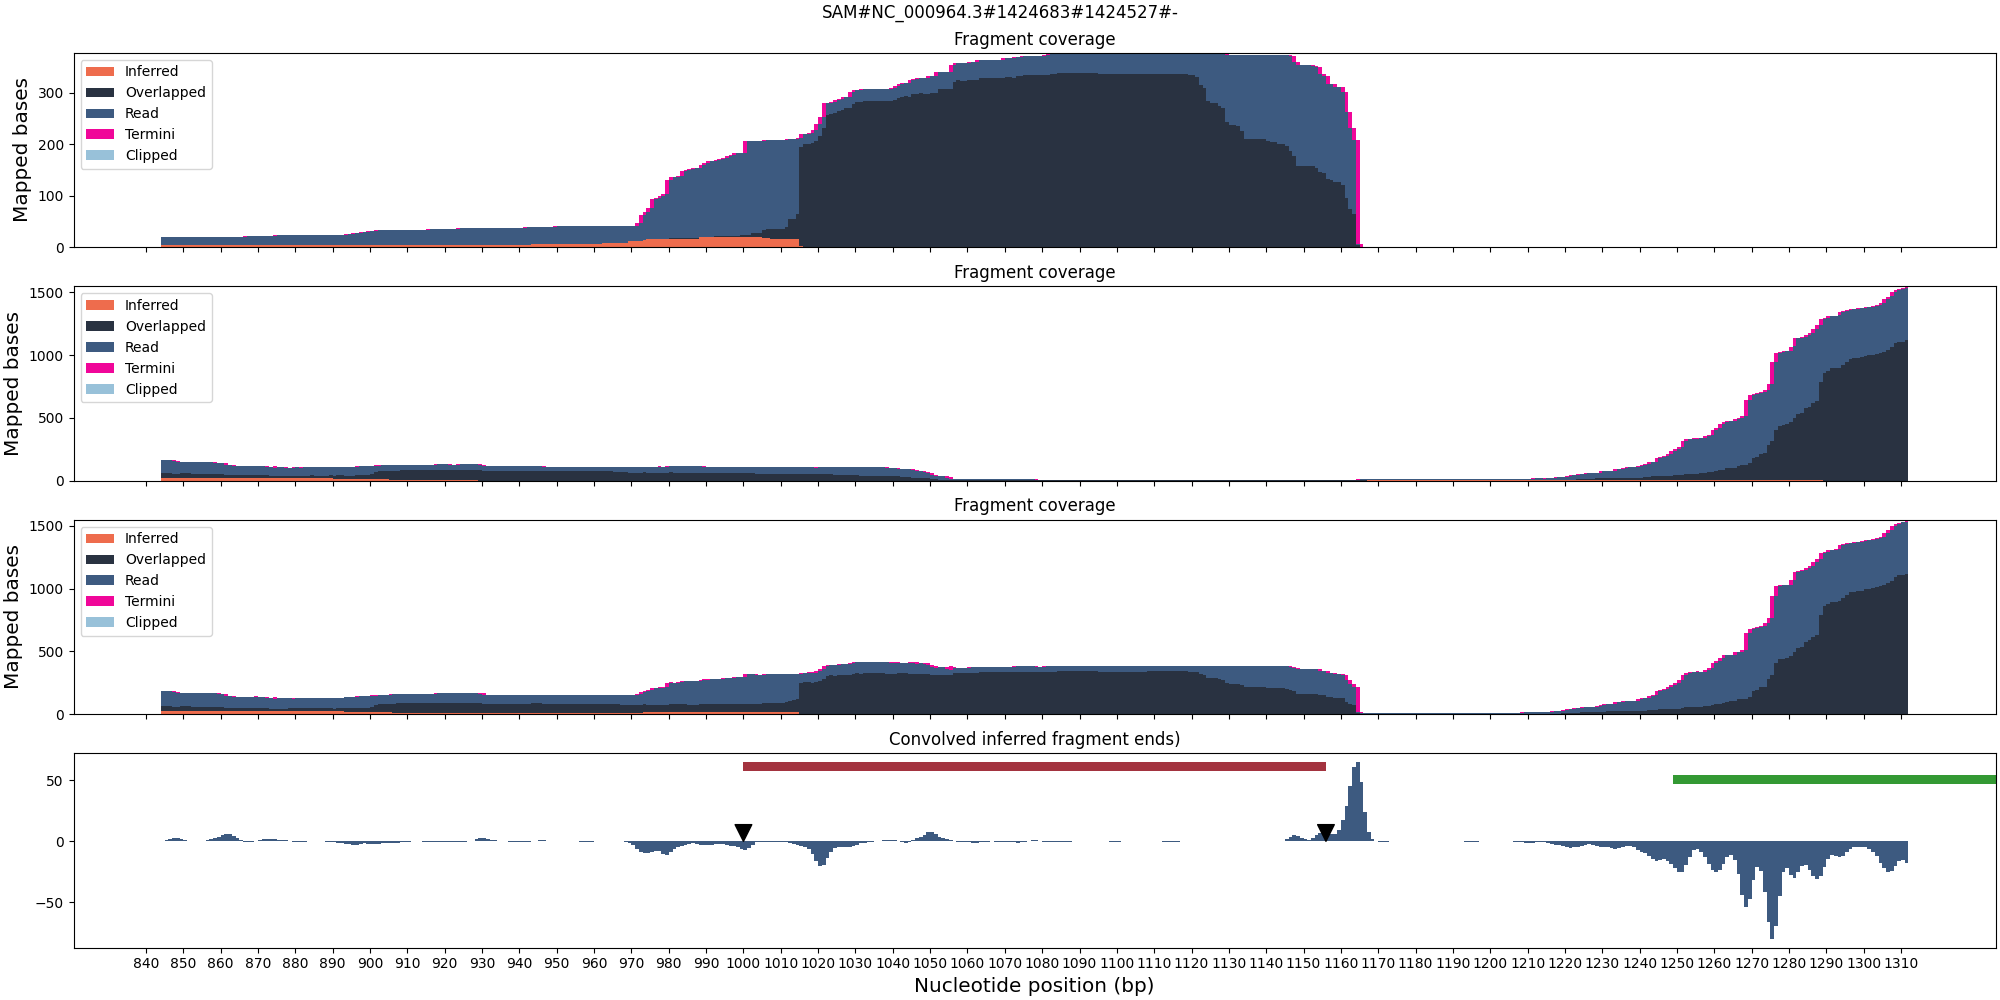 SAM#NC_000964.3#1424683#1424527#-
Fragment coverage
Mapped bases
300
200
100
0
Inferred
Overlapped
Read
Termini
Clipped
Fragment coverage
Mapped bases
1500
1000
500
0
Inferred
Overlapped
Read
Termini
Clipped
Fragment coverage
Mapped bases
1500
1000
500
0
Inferred
Overlapped
Read
Termini
Clipped
Convolved inferred fragment ends)
50
0
−50
840 850 860 870 880 890 900 910 920 930 940 950 960 970 980 990 1000 1010 1020 1030 1040 1050 1060 1070 1080 1090 1100 1110 1120 1130 1140 1150 1160 1170 1180 1190 1200 1210 1220 1230 1240 1250 1260 1270 1280 1290 1300 1310
Nucleotide position (bp)